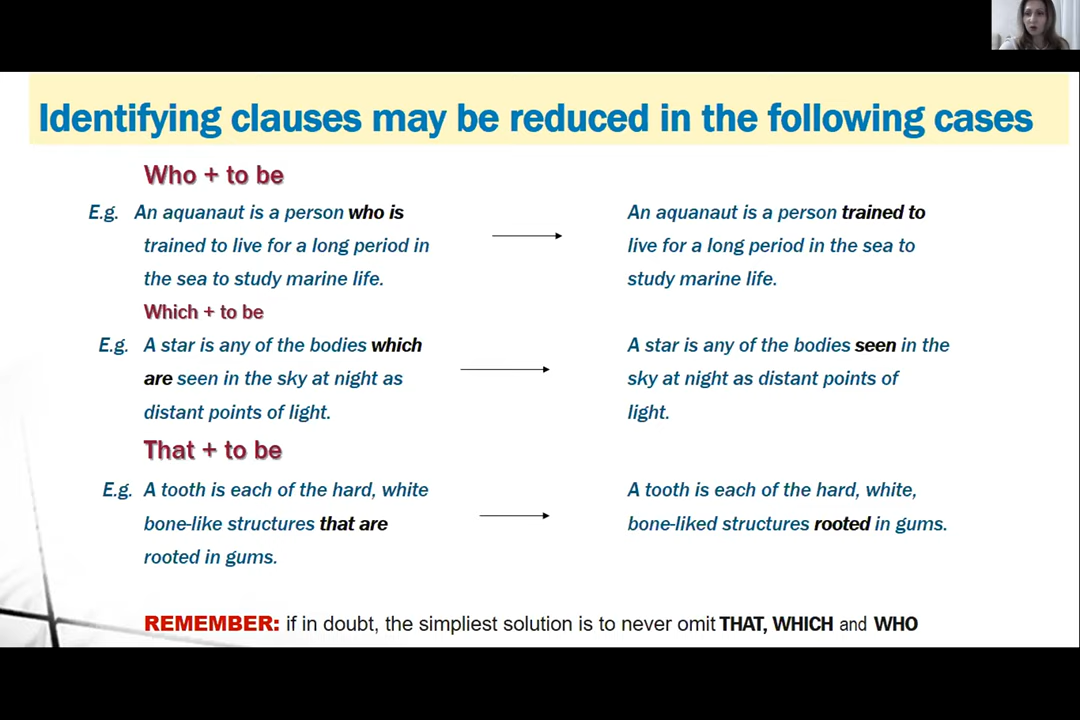 Identifying clauses may be reduced in the following cases
Who + to be
E.g. An aquanaut is a person who is
trained to live for a long period in
the sea to study marine life.
An aquanaut is a person trained to
live for a long period in the sea to
study marine life.
Which + to be
E.g. A star is any of the bodies which
are seen in the sky at night as
distant points of light.
A star is any of the bodies seen in the
sky at night as distant points of
light.
That + to be
E.g. A tooth is each of the hard, white
bone-like structures that are
rooted in gums.
A tooth is each of the hard, white,
bone-liked structures rooted in gums.
REMEMBER: if in doubt, the simpliest solution is to never omit THAT, WHICH and WHO